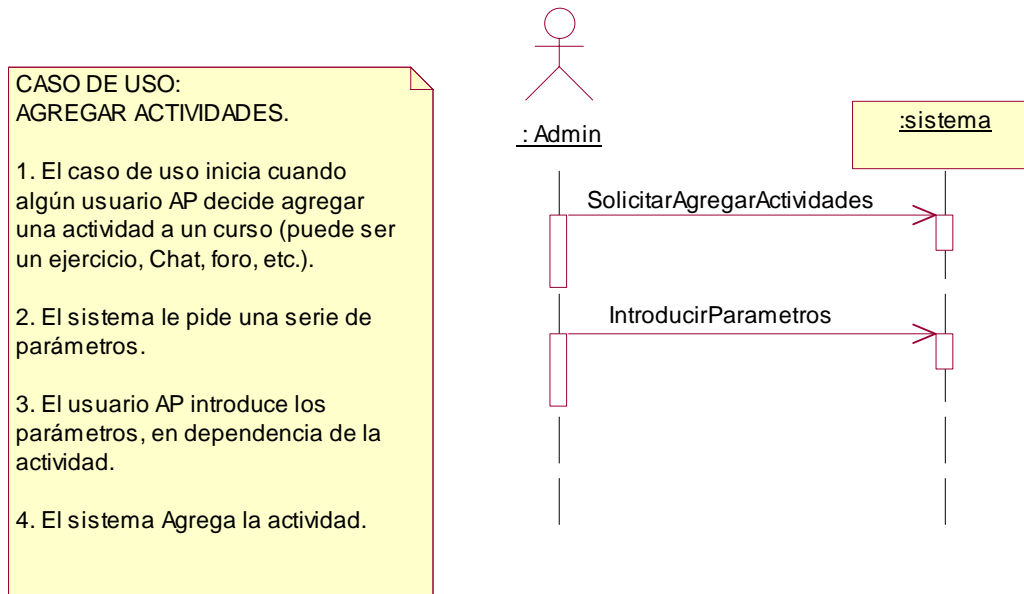 CASO DE USO:
AGREGAR ACTIVIDADES.
1. El caso de uso inicia cuando
algún usuario AP decide agregar
una actividad a un curso (puede ser
un ejercicio, Chat, foro, etc.).
2. El sistema le pide una serie de
parámetros.
3. El usuario AP introduce los
parámetros, en dependencia de la
actividad.
4. El sistema Agrega la actividad.
: Admin
:sistema
SolicitarAgregarActividades
IntroducirParametros